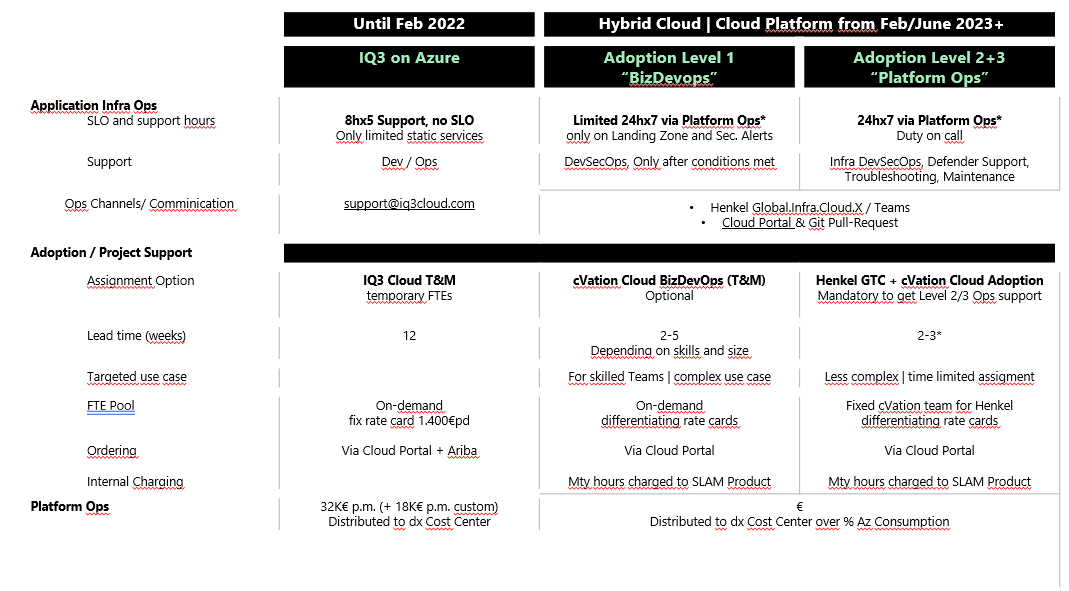 Until Feb 2022
Hybrid Cloud | Cloud Platform from Feb/June 2023+
IQ3 on Azure
Adoption Level 1
“BizDevops”
Adoption Level 2+3
“Platform Ops”
Application Infra Ops
SLO and support hours
8hx5 Support, no SLO
Only limited static services
Limited 24hx7 via Platform Ops*
only on Landing Zone and Sec. Alerts
24hx7 via Platform Ops*
Duty on call
Support
Dev / Ops
DevSecOps, Only after conditions met
Infra DevSecOps, Defender Support,
Troubleshooting, Maintenance
Ops Channels/ Comminication
support@iq3cloud.com
• Henkel Global.Infra.Cloud.X / Teams
• Cloud Portal & Git Pull-Request
Adoption / Project Support
Assignment Option
IQ3 Cloud T&M
temporary FTEs
cVation Cloud BizDevOps (T&M)
Optional
Henkel GTC + cVation Cloud Adoption
Mandatory to get Level 2/3 Ops support
Lead time (weeks)
12
2-5
Depending on skills and size
2-3*
Targeted use case
For skilled Teams | complex use case
Less complex | time limited assigment
FTE Pool
On-demand
fix rate card 1.400€pd
On-demand
differentiating rate cards
Fixed cVation team for Henkel
differentiating rate cards
Ordering
Via Cloud Portal + Ariba
Via Cloud Portal
Via Cloud Portal
Internal Charging
Mty hours charged to SLAM Product
Mty hours charged to SLAM Product
Platform Ops
32K€ p.m. (+ 18K€ p.m. custom)
Distributed to dx Cost Center
€
Distributed to dx Cost Center over % Az Consumption